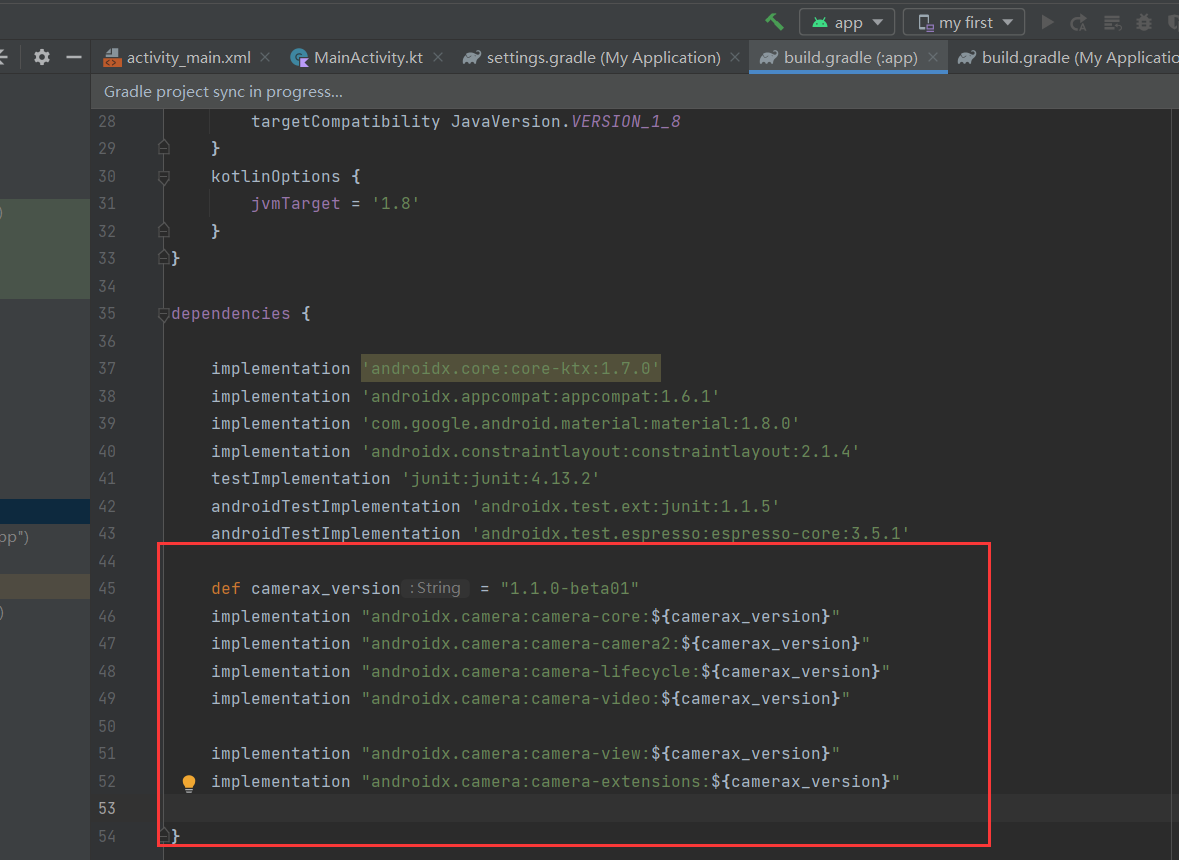 app
my first
activity_main.xml
MainActivity.kt
settings.gradle (My Application)
build.gradle (:app)
build.gradle (My Applicatio
Gradle project sync in progress...
28 targetCompatibility JavaVersion.VERSION_1_8
29 }
30 kotlinOptions {
31 jvmTarget = '1.8'
32 }
33 }
34
35 dependencies {
36
37 implementation 'androidx.core:core-ktx:1.7.0'
38 implementation 'androidx.appcompat:appcompat:1.6.1'
39 implementation 'com.google.android.material:material:1.8.0'
40 implementation 'androidx.constraintlayout:constraintlayout:2.1.4'
41 testImplementation 'junit:junit:4.13.2'
42 androidTestImplementation 'androidx.test.ext:junit:1.1.5'
43 androidTestImplementation 'androidx.test.espresso:espresso-core:3.5.1'
pp")
44
45 def camerax_version : String = "1.1.0-beta01"
)
46 implementation "androidx.camera:camera-core:${camerax_version}"
47 implementation "androidx.camera:camera-camera2:${camerax_version}"
48 implementation "androidx.camera:camera-lifecycle:${camerax_version}"
49 implementation "androidx.camera:camera-video:${camerax_version}"
50
51 implementation "androidx.camera:camera-view:${camerax_version}"
52 implementation "androidx.camera:camera-extensions:${camerax_version}"
53
54 }